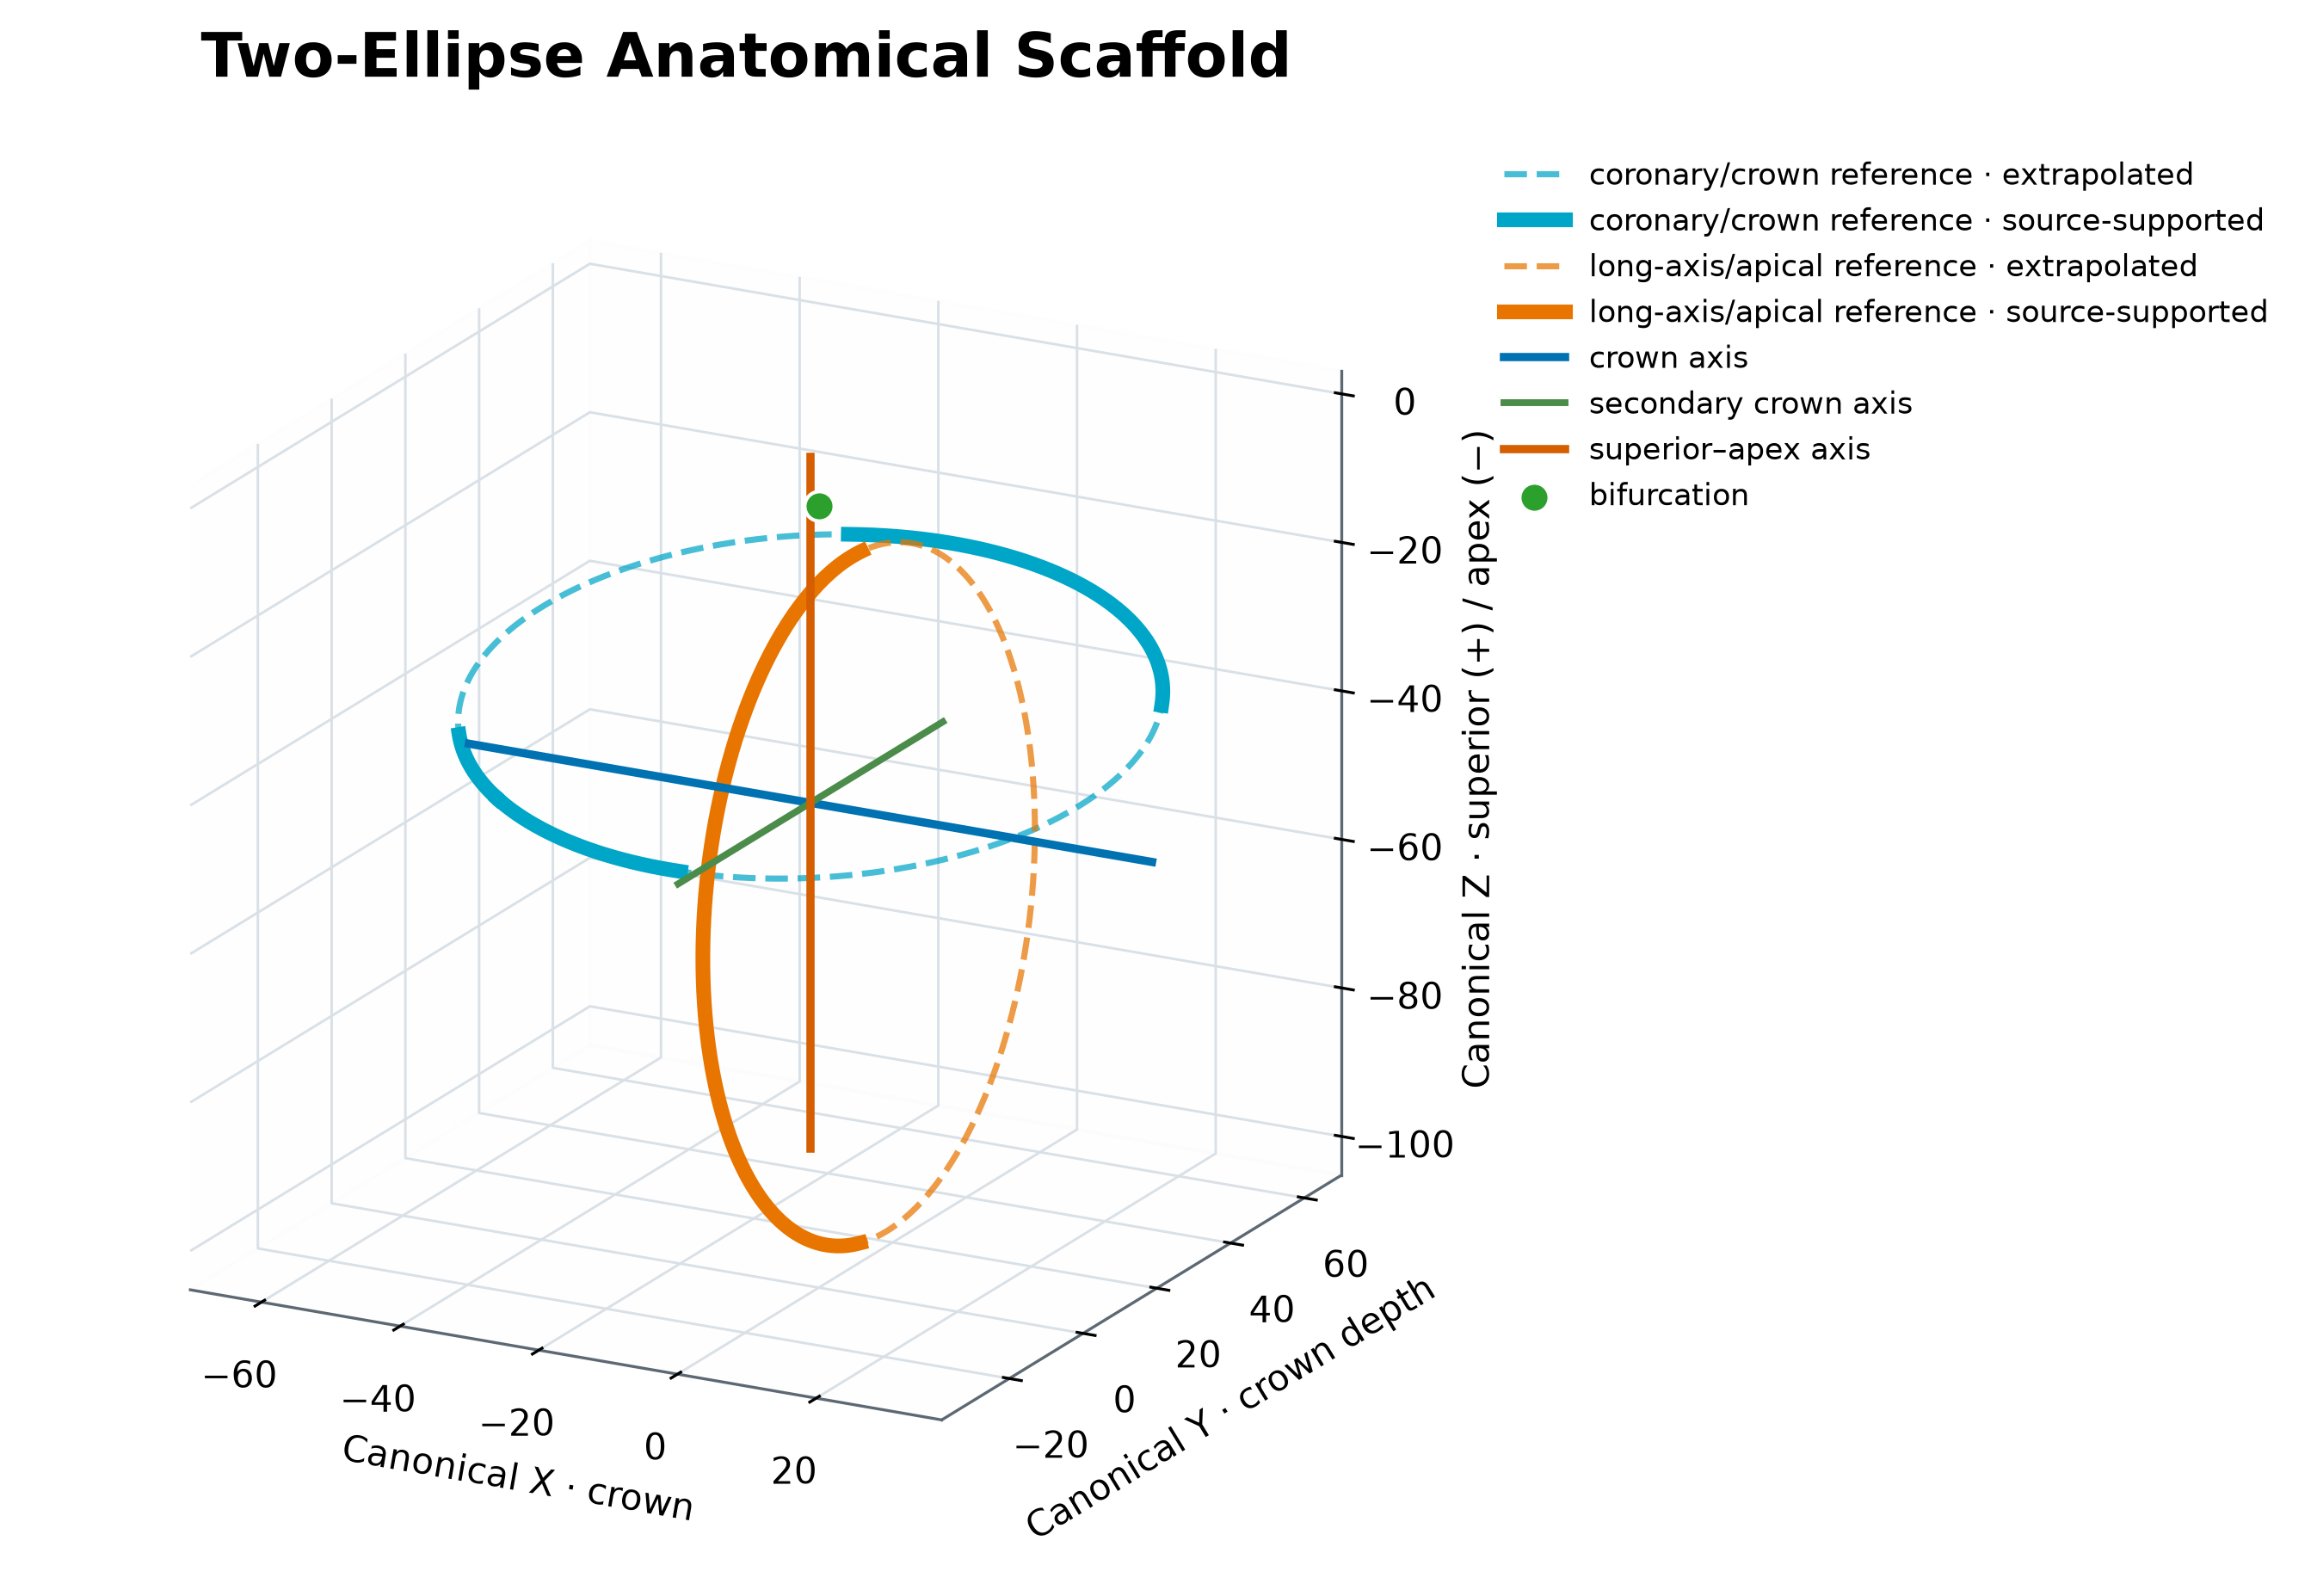 Two-Ellipse Anatomical Scaffold
coronary/crown reference · extrapolated
coronary/crown reference · source-supported
long-axis/apical reference · extrapolated
long-axis/apical reference · source-supported
crown axis
secondary crown axis
superior–apex axis
bifurcation
0
−20
−40
−60
−80
−100
Canonical Z · superior (+) / apex (−)
60
40
20
0
−20
Canonical Y · crown depth
−60
−40
−20
0
20
Canonical X · crown